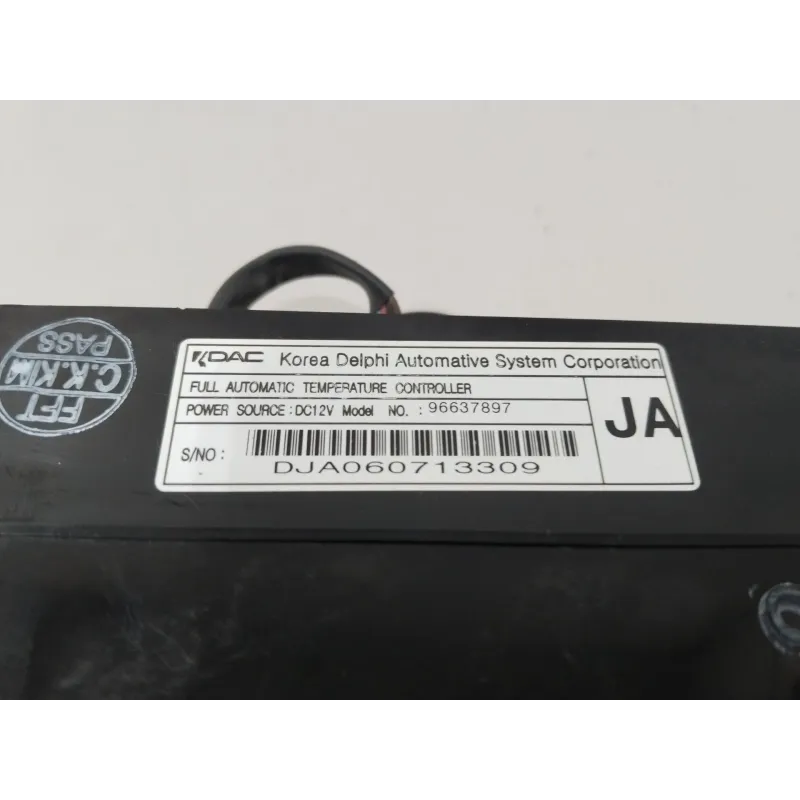 FFT
C.K.KIM
PASS
KDAC Korea Delphi Automative System Corporation
FULL AUTOMATIC TEMPERATURE CONTROLLER
POWER SOURCE : DC12V Model NO. : 96637897
JA
S/NO :
DJA060713309